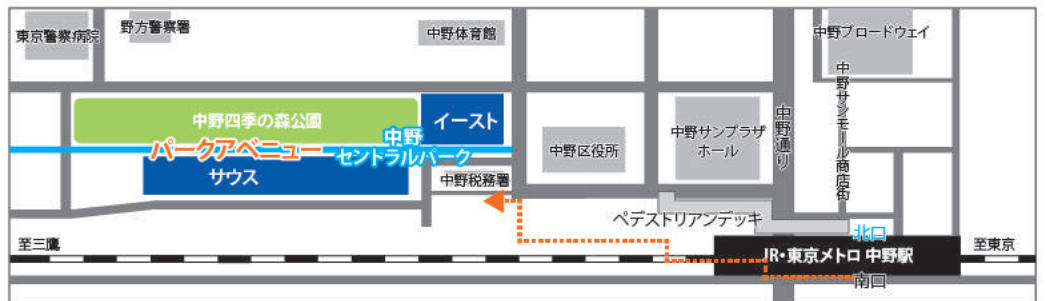 東京警察病院
野方警察署
中野体育館
中野ブロードウェイ
中野四季の森公園
イースト
中野
セントラルパーク
パークアベニュー
サウス
中野税務署
中野区役所
中野サンプラザ
ホール
中野通り
中野サンモール商店街
ペデストリアンデッキ
北口
至三鷹
JR・東京メトロ 中野駅
至東京
南口